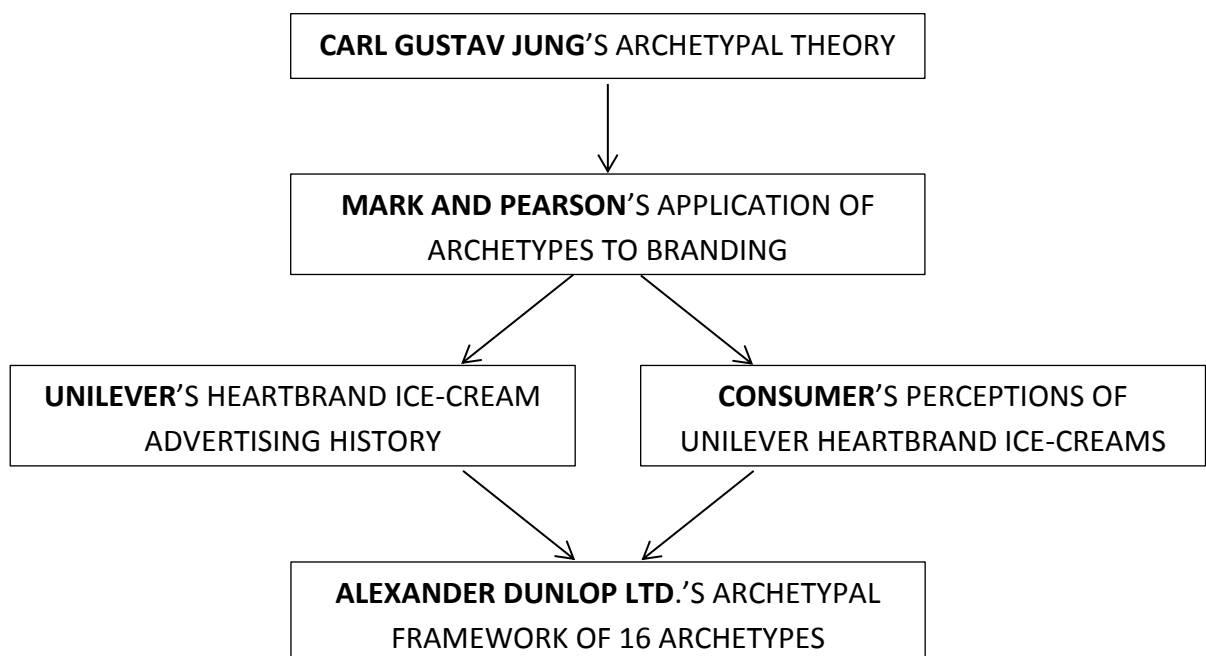 CARL GUSTAV JUNG’S ARCHETYPAL THEORY
MARK AND PEARSON’S APPLICATION OF
ARCHETYPES TO BRANDING
UNILEVER’S HEARTBRAND ICE-CREAM
ADVERTISING HISTORY
CONSUMER’S PERCEPTIONS OF
UNILEVER HEARTBRAND ICE-CREAMS
ALEXANDER DUNLOP LTD.’S ARCHETYPAL
FRAMEWORK OF 16 ARCHETYPES